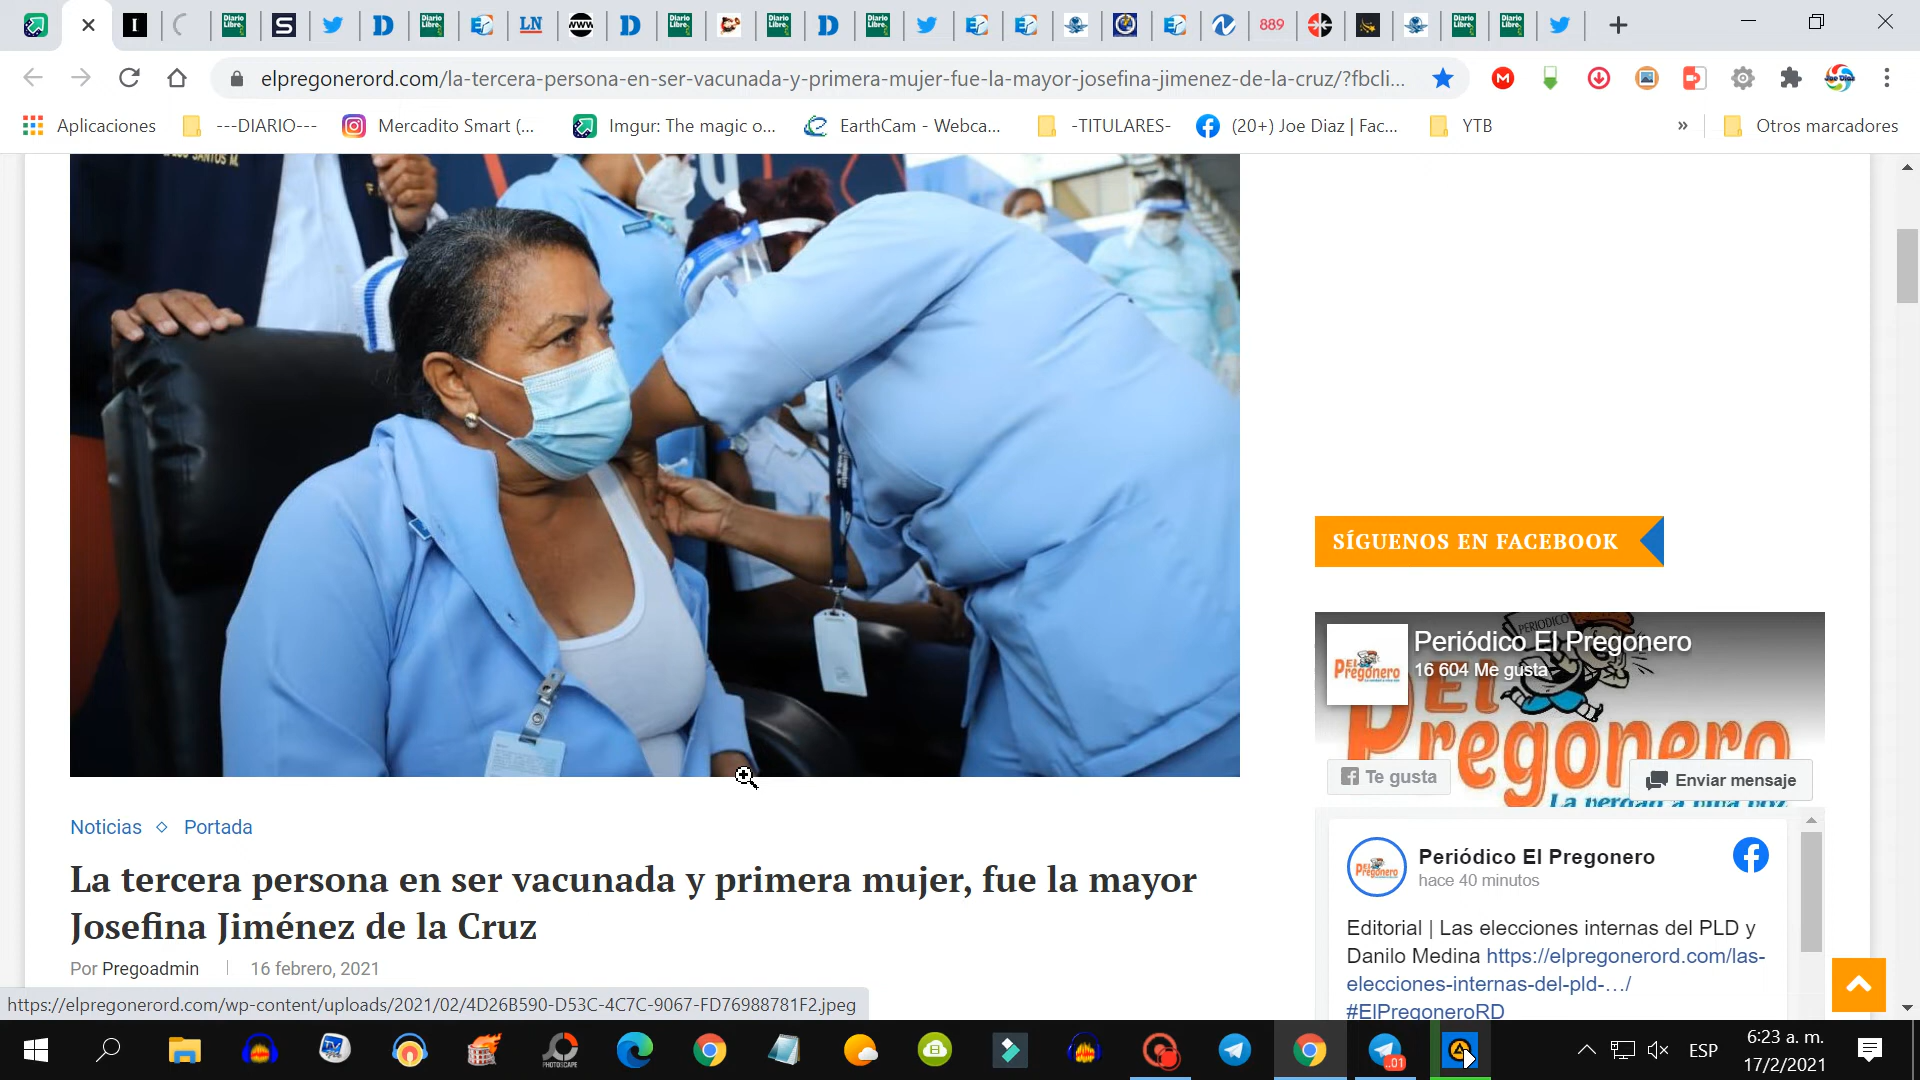 elpregonerord.com/la-tercera-persona-en-ser-vacunada-y-primera-mujer-fue-la-mayor-josefina-jimenez-de-la-cruz/?fbcli...
Aplicaciones
---DIARIO---
Mercadito Smart (...
Imgur: The magic o...
EarthCam - Webca...
-TITULARES-
(20+) Joe Diaz | Fac...
YTB
»
Otros marcadores
SÍGUENOS EN FACEBOOK
Periódico El Pregonero
16 604 Me gusta
El Pregonero
Te gusta
Enviar mensaje
Noticias
Portada
La tercera persona en ser vacunada y primera mujer, fue la mayor
Josefina Jiménez de la Cruz
Por Pregoadmin
16 febrero, 2021
Periódico El Pregonero
hace 40 minutos
Editorial | Las elecciones internas del PLD y
Danilo Medina https://elpregonerord.com/las-
elecciones-internas-del-pld-…/
#ElPregoneroRD
https://elpregonerord.com/wp-content/uploads/2021/02/4D26B590-D53C-4C7C-9067-FD76988781F2.jpeg
ESP
6:23 a. m.
17/2/2021